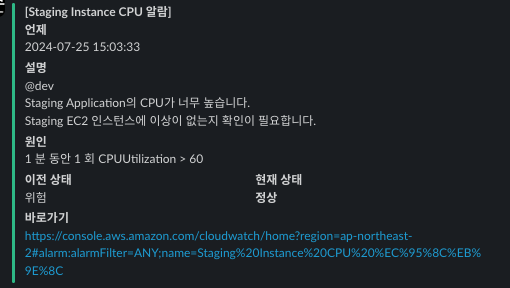 [Staging Instance CPU 알람]
언제
2024-07-25 15:03:33
설명
@dev
Staging Application의 CPU가 너무 높습니다.
Staging EC2 인스턴스에 이상이 없는지 확인이 필요합니다.
원인
1 분 동안 1 회 CPUUtilization > 60
이전 상태
위험
현재 상태
정상
바로가기
https://console.aws.amazon.com/cloudwatch/home?region=ap-northeast-
2#alarm:alarmFilter=ANY;name=Staging%20Instance%20CPU%20%EC%95%8C%EB%
9E%8C